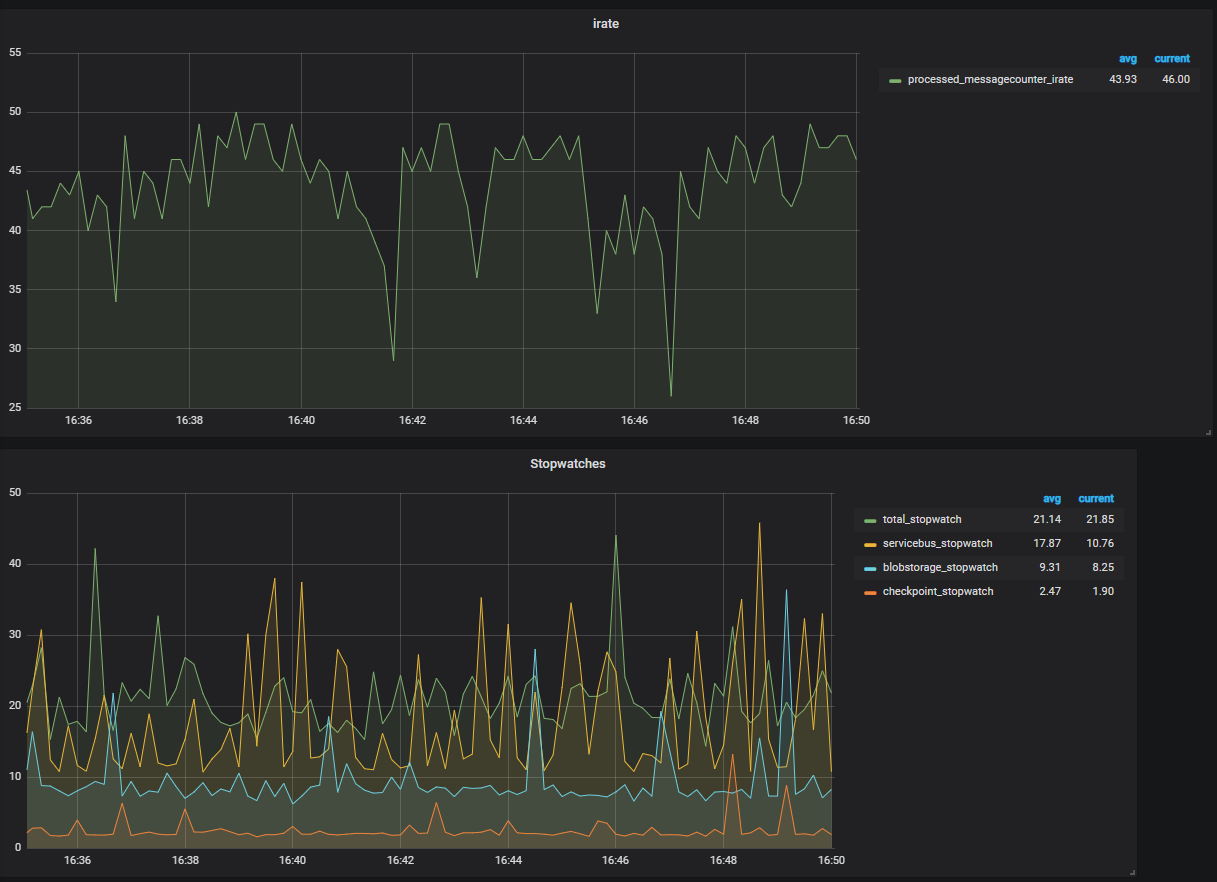 irate
55
50
45
40
35
30
25
16:36 16:38 16:40 16:42 16:44 16:46 16:48 16:50
avg current
processed_messagecounter_irate 43.93 46.00
Stopwatches
50
40
30
20
10
0
16:36 16:38 16:40 16:42 16:44 16:46 16:48 16:50
avg current
total_stopwatch 21.14 21.85
servicebus_stopwatch 17.87 10.76
blobstorage_stopwatch 9.31 8.25
checkpoint_stopwatch 2.47 1.90